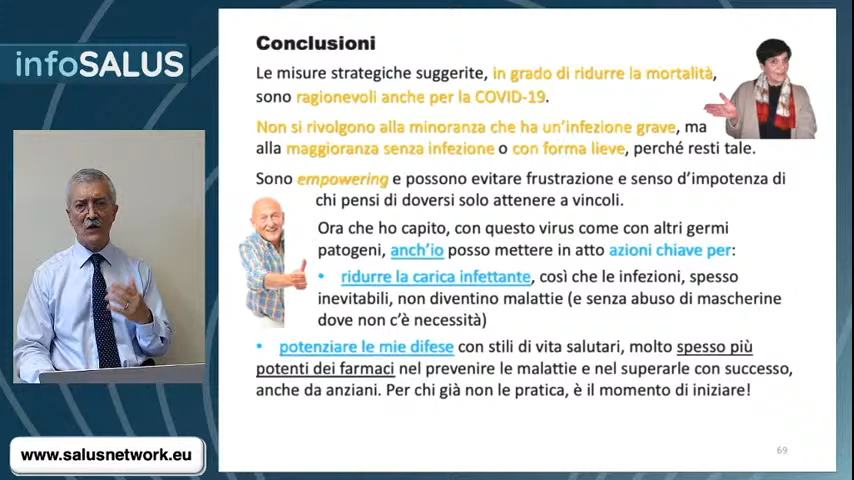 infoSALUS
Conclusioni
Le misure strategiche suggerite, in grado di ridurre la mortalità,
sono ragionevoli anche per la COVID-19.
Non si rivolgono alla minoranza che ha un'infezione grave, ma
alla maggioranza senza infezione o con forma lieve, perché resti tale.
Sono empowering e possono evitare frustrazione e senso d'impotenza di
chi pensi di doversi solo attenere a vincoli.
Ora che ho capito, con questo virus come con altri germi
patogeni, anch'io posso mettere in atto azioni chiave per:
• ridurre la carica infettante, così che le infezioni, spesso
inevitabili, non diventino malattie (e senza abuso di mascherine
dove non c'è necessità)
• potenziare le mie difese con stili di vita salutari, molto spesso più
potenti dei farmaci nel prevenire le malattie e nel superarle con successo,
anche da anziani. Per chi già non le pratica, è il momento di iniziare!
69
www.salusnetwork.eu